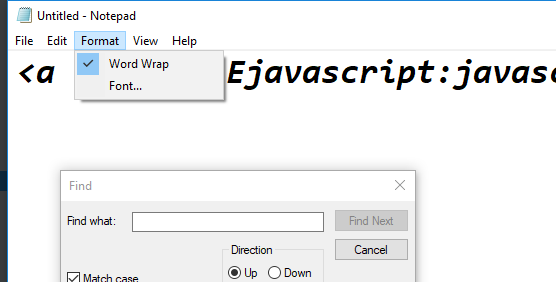 Untitled - Notepad
File Edit Format View Help
Word Wrap
Font...
<a Ejavascript:javasc
Find
Find what: Find Next
Direction Cancel
Match case Up Down